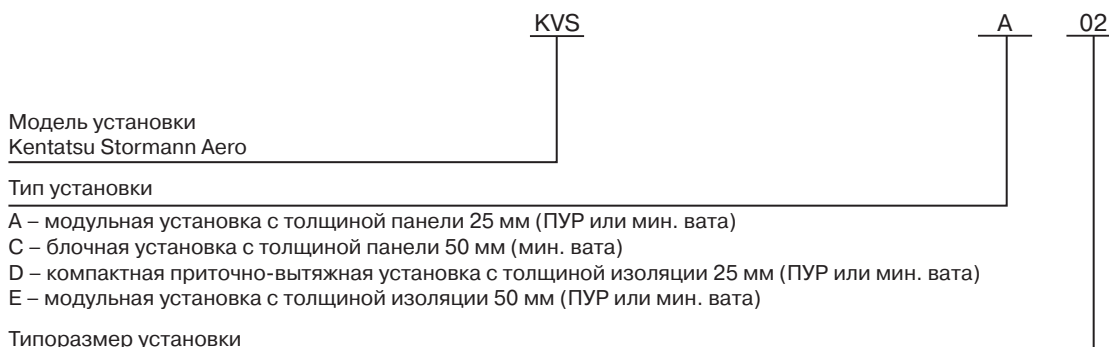 KVS A 02
Модель установки
Kentatsu Stormann Aero
Тип установки
A – модульная установка с толщиной панели 25 мм (ПУР или мин. вата)
C – блочная установка с толщиной панели 50 мм (мин. вата)
D – компактная приточно-вытяжная установка с толщиной изоляции 25 мм (ПУР или мин. вата)
E – модульная установка с толщиной изоляции 50 мм (ПУР или мин. вата)
Типоразмер установки